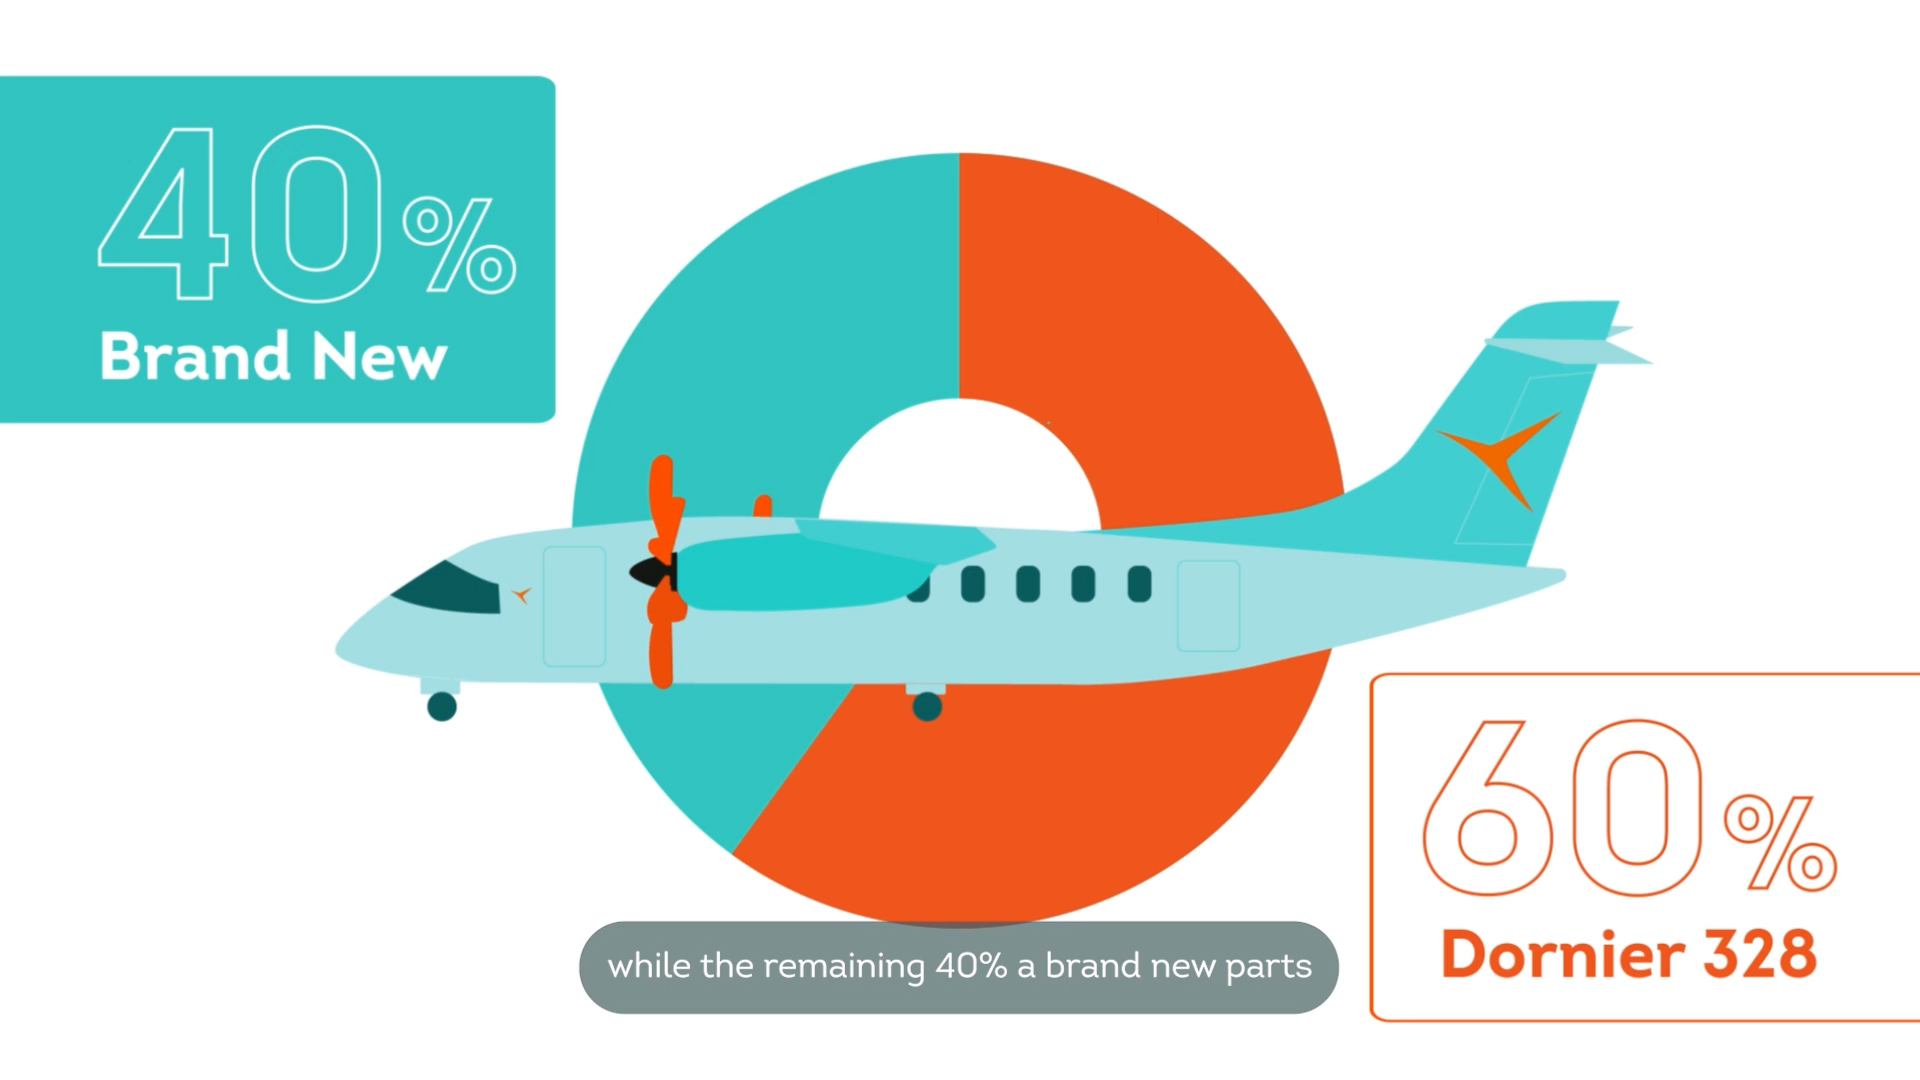 40%
Brand New
60%
Dornier 328
while the remaining 40% a brand new parts